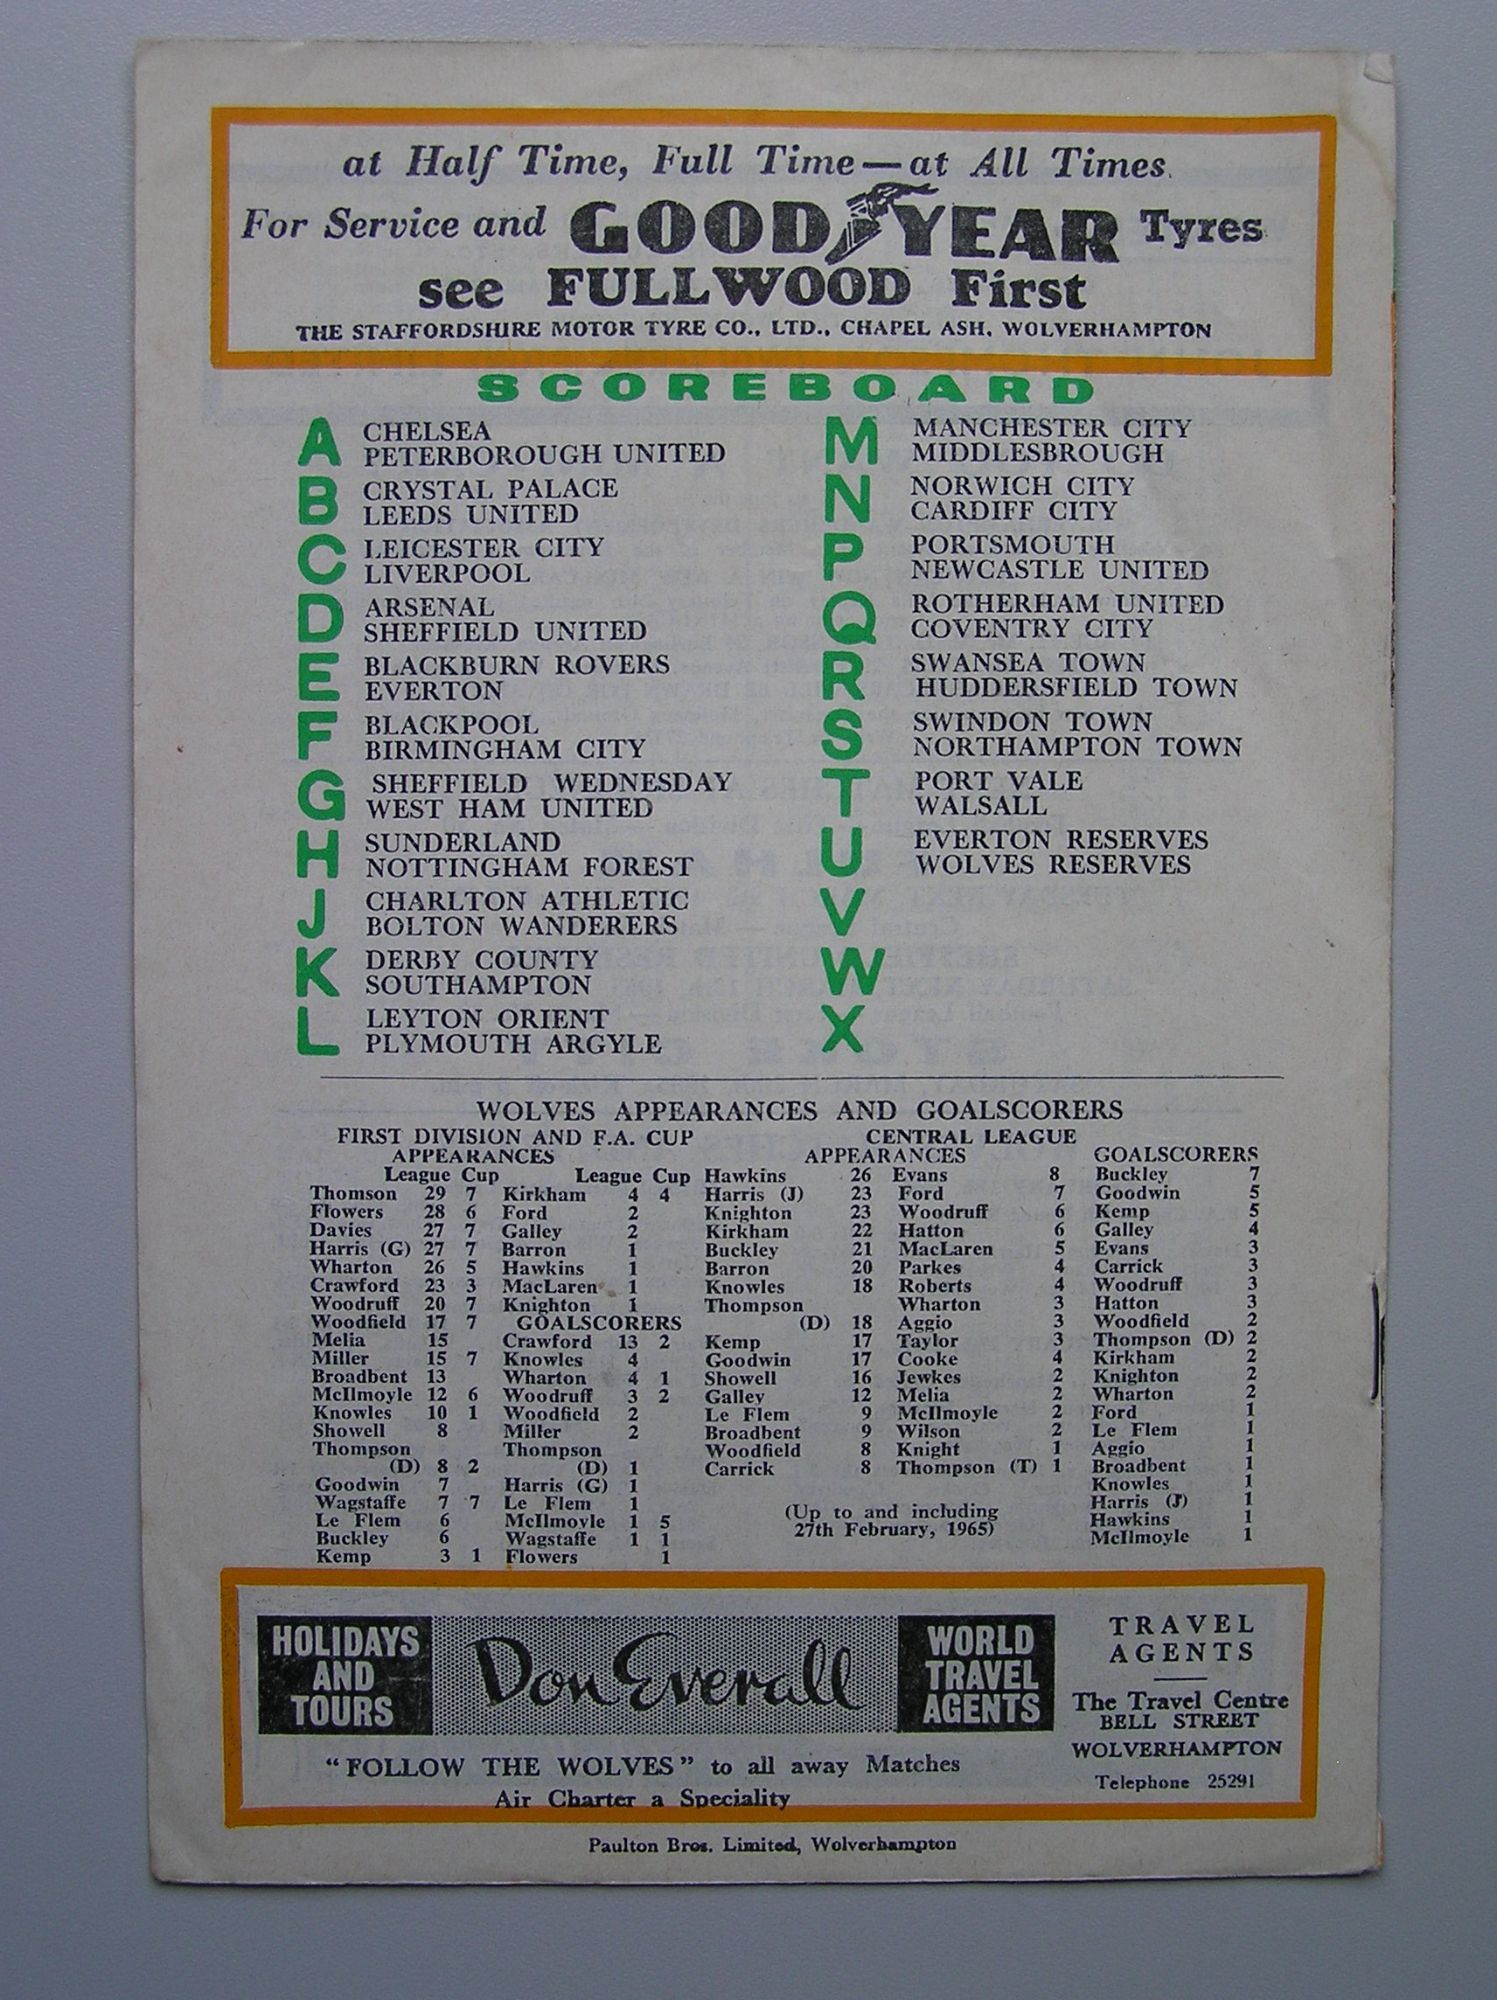 at Half Time, Full Time—at All Times.
For Service and GOODYEAR Tyres
see FULLWOOD First
THE STAFFORDSHIRE MOTOR TYRE CO., LTD., CHAPEL ASH, WOLVERHAMPTON
SCOREBOARD
A CHELSEA
PETERBOROUGH UNITED
B CRYSTAL PALACE
LEEDS UNITED
C LEICESTER CITY
LIVERPOOL
D ARSENAL
SHEFFIELD UNITED
E BLACKBURN ROVERS
EVERTON
F BLACKPOOL
BIRMINGHAM CITY
G SHEFFIELD WEDNESDAY
WEST HAM UNITED
H SUNDERLAND
NOTTINGHAM FOREST
J CHARLTON ATHLETIC
BOLTON WANDERERS
K DERBY COUNTY
SOUTHAMPTON
L LEYTON ORIENT
PLYMOUTH ARGYLE
M MANCHESTER CITY
MIDDLESBROUGH
N NORWICH CITY
CARDIFF CITY
P PORTSMOUTH
NEWCASTLE UNITED
Q ROTHERHAM UNITED
COVENTRY CITY
R SWANSEA TOWN
HUDDERSFIELD TOWN
S SWINDON TOWN
NORTHAMPTON TOWN
T PORT VALE
WALSALL
U EVERTON RESERVES
WOLVES RESERVES
V
W
X
WOLVES APPEARANCES AND GOALSCORERS
FIRST DIVISION AND F.A. CUP
APPEARANCES
League Cup
Thomson 29 7
Flowers 28 6
Davies 27 7
Harris (G) 27 7
Wharton 26 5
Crawford 23 3
Woodruff 20 7
Woodfield 17 7
Melia 15
Miller 15 7
Broadbent 13
McIlmoyle 12 6
Knowles 10 1
Showell 8
Thompson
(D) 8 2
Goodwin 7
Wagstaffe 7 7
Le Flem 6
Buckley 6
Kemp 3 1
League Cup
Kirkham 4 4
Ford 2
Galley 2
Barron 1
Hawkins 1
MacLaren 1
Knighton 1
GOALSCORERS
Crawford 13 2
Knowles 4
Wharton 4 1
Woodruff 3 2
Woodfield 2
Miller 2
Thompson
(D) 1
Harris (G) 1
Le Flem 1
McIlmoyle 1 5
Wagstaffe 1 1
Flowers 1
CENTRAL LEAGUE
APPEARANCES
Hawkins 26
Harris (J) 23
Knighton 23
Kirkham 22
Buckley 21
Barron 20
Knowles 18
Thompson
(D) 18
Kemp 17
Goodwin 17
Showell 16
Galley 12
Le Flem 9
Broadbent 9
Woodfield 8
Carrick 8
Evans 8
Ford 7
Woodruff 6
Hatton 6
MacLaren 5
Parkes 4
Roberts 4
Wharton 3
Aggio 3
Taylor 3
Cooke 4
Jewkes 2
Melia 2
McIlmoyle 2
Wilson 2
Knight 1
Thompson (T) 1
(Up to and including
27th February, 1965)
GOALSCORERS
Buckley 7
Goodwin 5
Kemp 5
Galley 4
Evans 3
Carrick 3
Woodruff 3
Hatton 3
Woodfield 2
Thompson (D) 2
Kirkham 2
Knighton 2
Wharton 2
Ford 1
Le Flem 1
Aggio 1
Broadbent 1
Knowles 1
Harris (J) 1
Hawkins 1
McIlmoyle 1
HOLIDAYS
AND
TOURS
Don Everall
WORLD
TRAVEL
AGENTS
"FOLLOW THE WOLVES" to all away Matches
Air Charter a Speciality
TRAVEL
AGENTS
The Travel Centre
BELL STREET
WOLVERHAMPTON
Telephone 25291
Paulton Bros. Limited, Wolverhampton